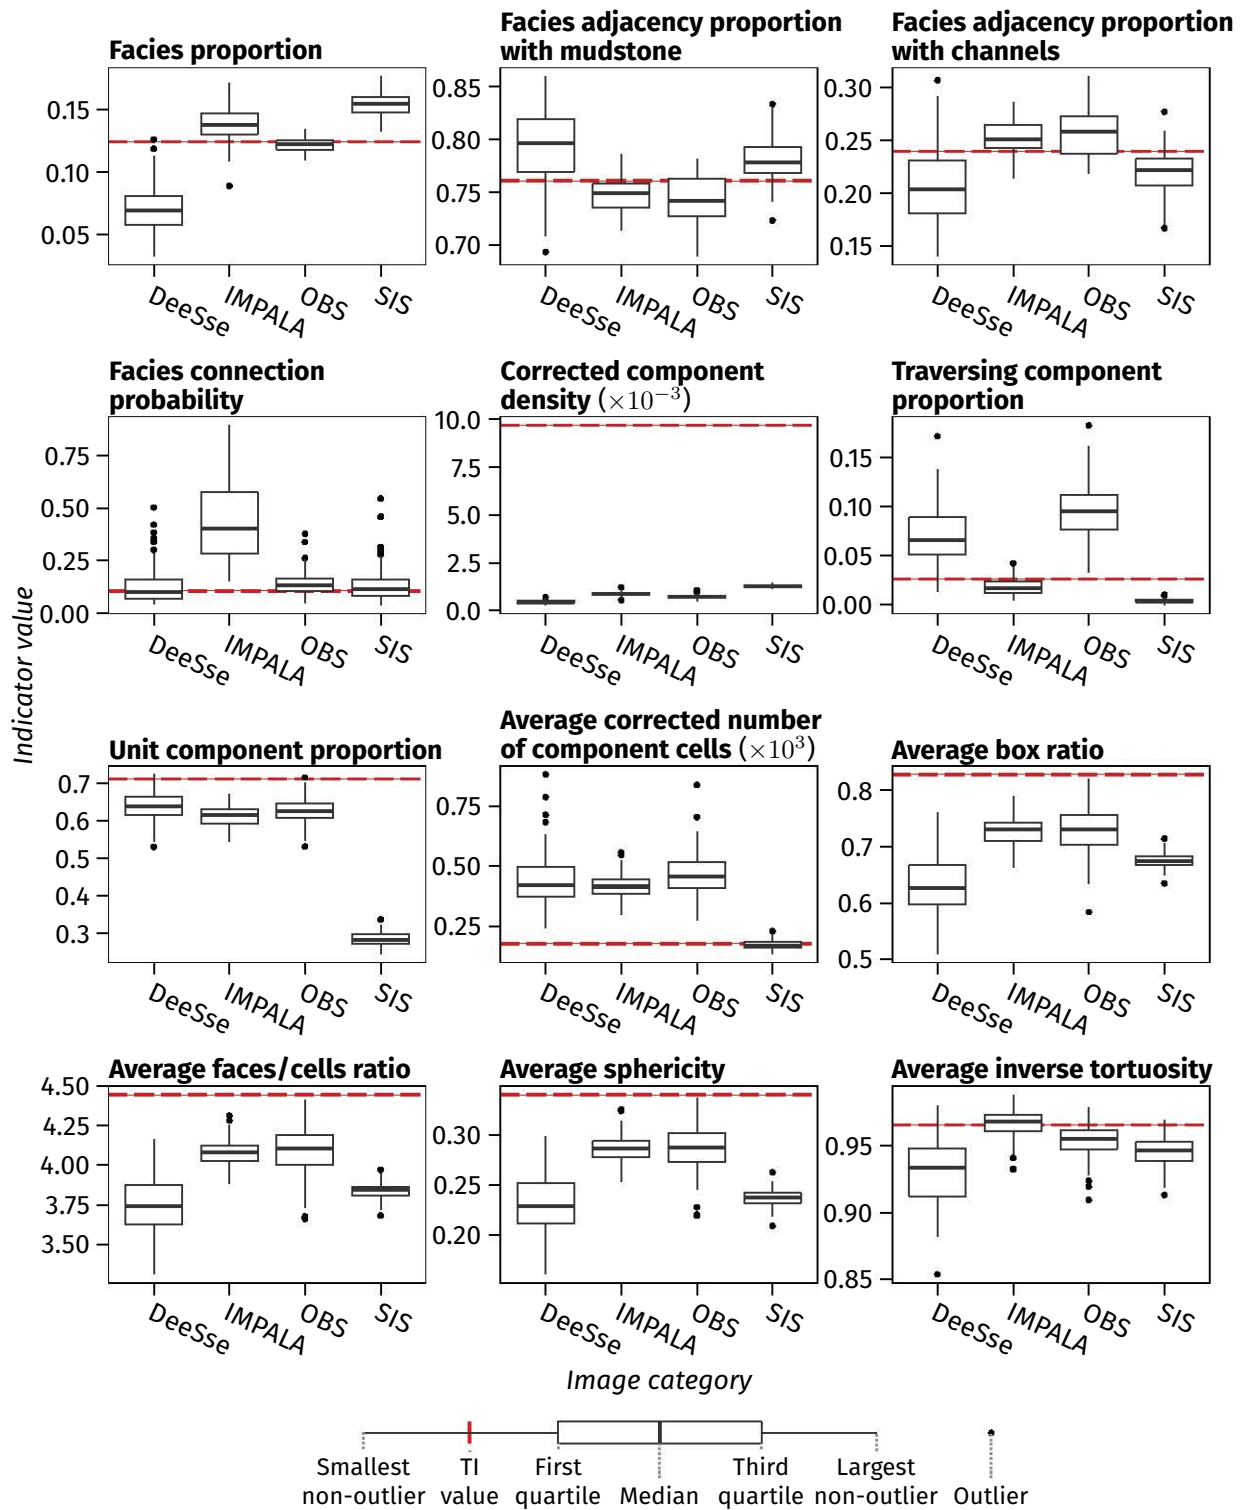 Facies proportion
Facies adjacency proportion
with mudstone
Facies adjacency proportion
with channels
0.15
0.10
0.05
0.85
0.80
0.75
0.70
0.30
0.25
0.20
0.15
DeeSse IMPALA OBS SIS
DeeSse IMPALA OBS SIS
DeeSse IMPALA OBS SIS
Facies connection
probability
Corrected component
density (×10⁻³)
Traversing component
proportion
0.75
0.50
0.25
0.00
10.0
7.5
5.0
2.5
0.0
0.15
0.10
0.05
0.00
DeeSse IMPALA OBS SIS
DeeSse IMPALA OBS SIS
DeeSse IMPALA OBS SIS
Indicator value
Unit component proportion
Average corrected number
of component cells (×10³)
Average box ratio
0.7
0.6
0.5
0.4
0.3
0.75
0.50
0.25
0.8
0.7
0.6
0.5
DeeSse IMPALA OBS SIS
DeeSse IMPALA OBS SIS
DeeSse IMPALA OBS SIS
Average faces/cells ratio
Average sphericity
Average inverse tortuosity
4.50
4.25
4.00
3.75
3.50
0.30
0.25
0.20
0.95
0.90
0.85
DeeSse IMPALA OBS SIS
DeeSse IMPALA OBS SIS
DeeSse IMPALA OBS SIS
Image category
Smallest
non-outlier
TI
value
First
quartile
Median
Third
quartile
Largest
non-outlier
Outlier